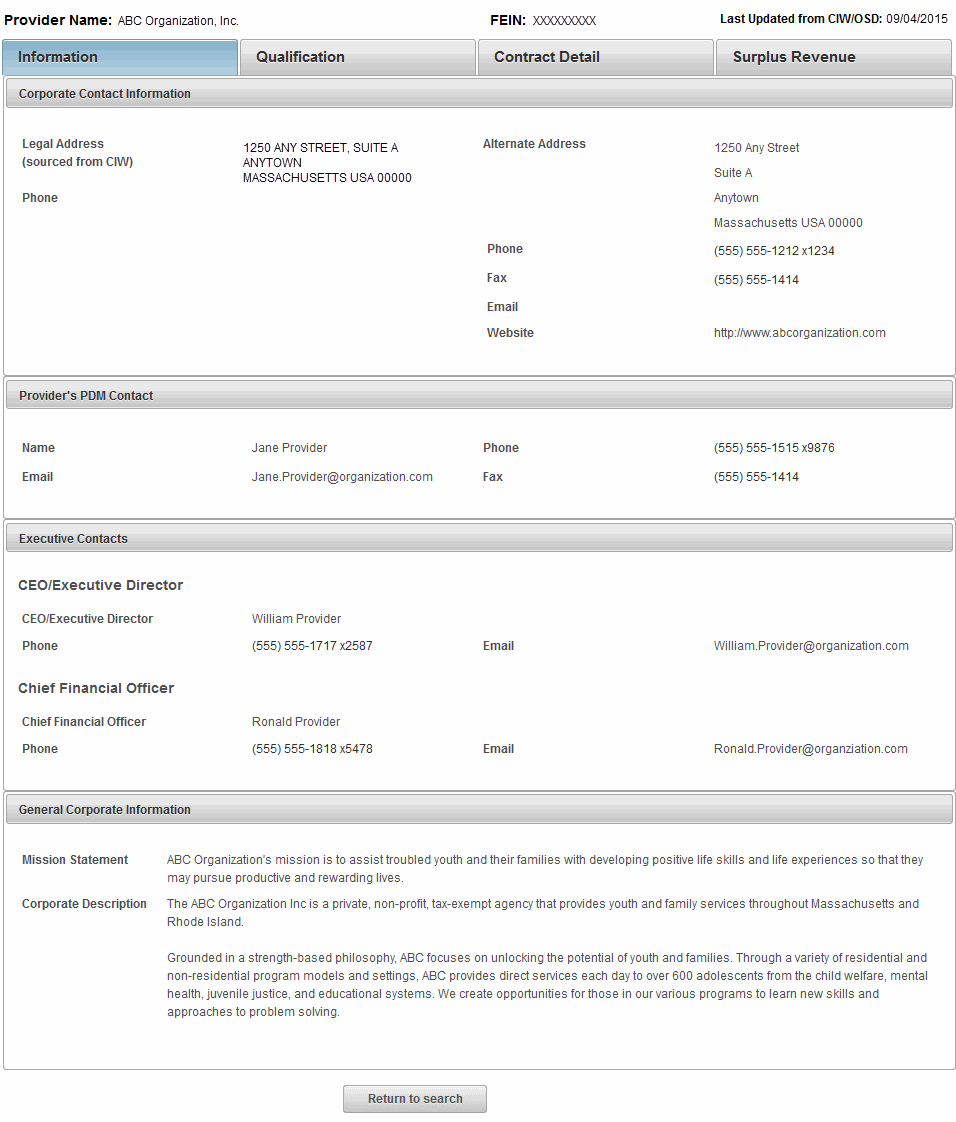 Provider Name: ABC Organization, Inc. FEIN: XXXXXXXXX Last Updated from CIW/OSD: 09/04/2015
Information Qualification Contract Detail Surplus Revenue
Corporate Contact Information
Legal Address
(sourced from CIW)
1250 ANY STREET, SUITE A
ANYTOWN
MASSACHUSETTS USA 00000
Phone
Alternate Address
1250 Any Street
Suite A
Anytown
Massachusetts USA 00000
Phone (555) 555-1212 x1234
Fax (555) 555-1414
Email
Website http://www.abcorganization.com
Provider's PDM Contact
Name Jane Provider Phone (555) 555-1515 x9876
Email Jane.Provider@organization.com Fax (555) 555-1414
Executive Contacts
CEO/Executive Director
CEO/Executive Director William Provider
Phone (555) 555-1717 x2587 Email William.Provider@organization.com
Chief Financial Officer
Chief Financial Officer Ronald Provider
Phone (555) 555-1818 x5478 Email Ronald.Provider@organziation.com
General Corporate Information
Mission Statement ABC Organization's mission is to assist troubled youth and their families with developing positive life skills and life experiences so that they
may pursue productive and rewarding lives.
Corporate Description The ABC Organization Inc is a private, non-profit, tax-exempt agency that provides youth and family services throughout Massachusetts and
Rhode Island.
Grounded in a strength-based philosophy, ABC focuses on unlocking the potential of youth and families. Through a variety of residential and
non-residential program models and settings, ABC provides direct services each day to over 600 adolescents from the child welfare, mental
health, juvenile justice, and educational systems. We create opportunities for those in our various programs to learn new skills and
approaches to problem solving.
Return to search